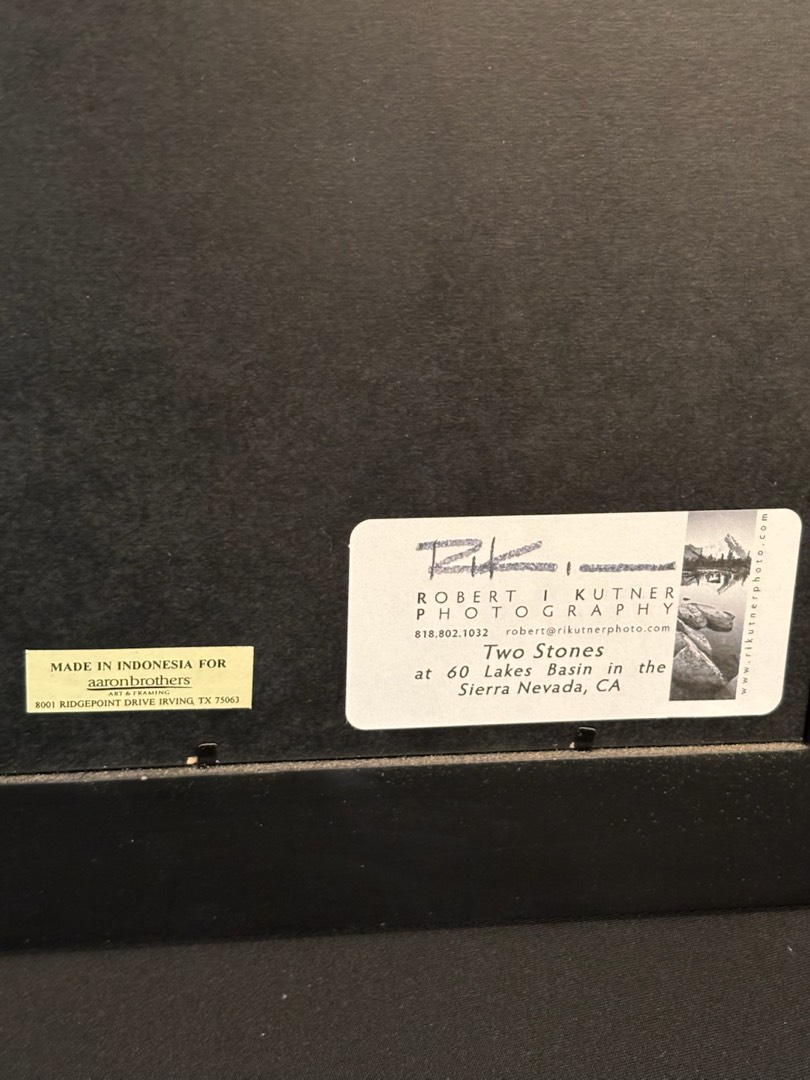 RIK
ROBERT I KUTNER
PHOTOGRAPHY
818.802.1032 robert@rikutnerphoto.com
Two Stones
at 60 Lakes Basin in the
Sierra Nevada, CA
www.rikutnerphoto.com
MADE IN INDONESIA FOR
aaronbrothers
ART & FRAMING
8001 RIDGEPOINT DRIVE IRVING, TX 75063